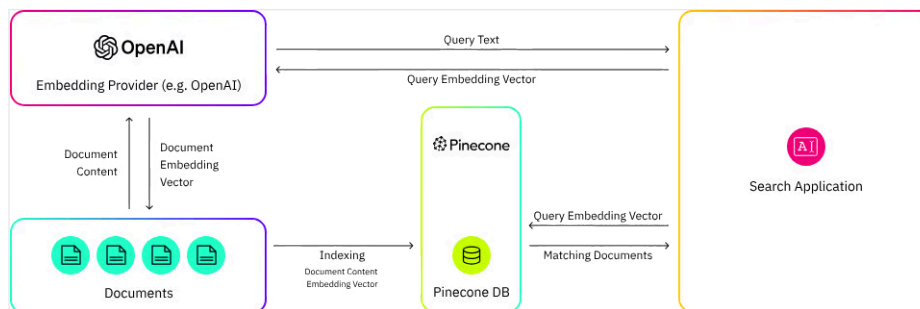 OpenAI
Embedding Provider (e.g. OpenAI)
Query Text
Query Embedding Vector
Document
Content
Document
Embedding
Vector
Pinecone
AI
Search Application
Query Embedding Vector
Matching Documents
Indexing
Document Content
Embedding Vector
Documents
Pinecone DB